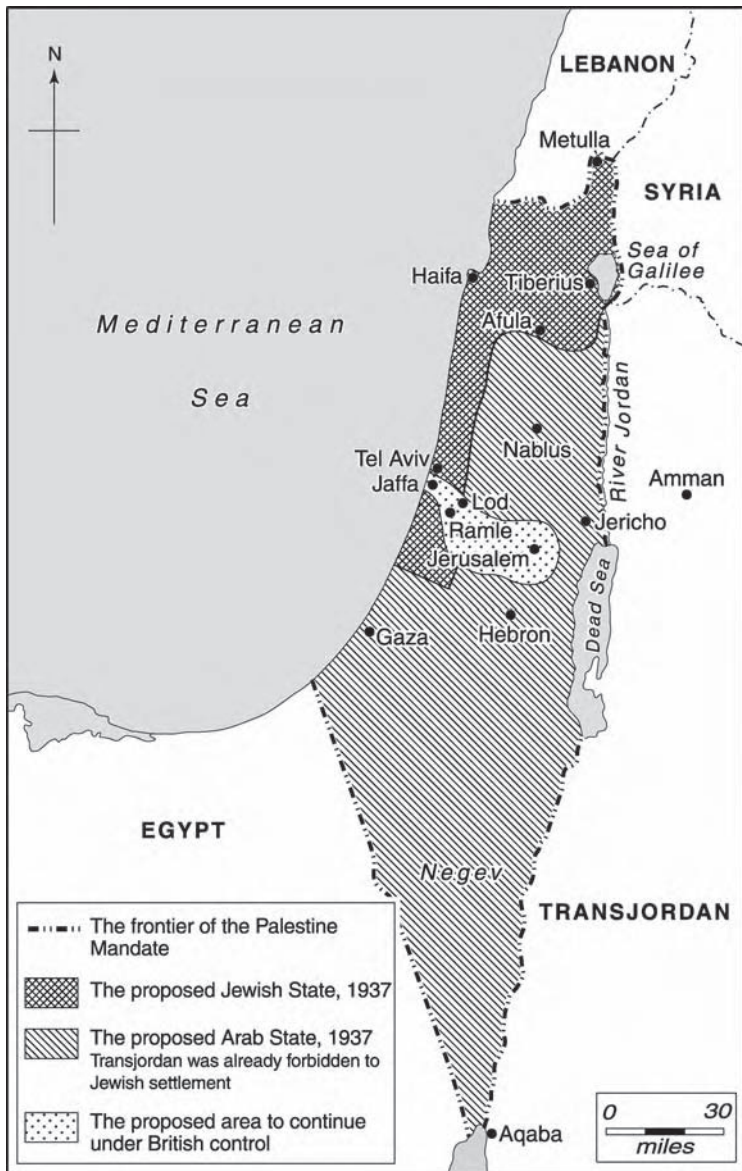 N
LEBANON
Metulla
SYRIA
Sea of
Galilee
Haifa
Tiberius
Mediterranean
Sea
Afula
River Jordan
Nablus
Tel Aviv
Jaffa
Amman
Lod
Ramle
Jericho
Jerusalem
Dead Sea
Gaza
Hebron
EGYPT
Negev
TRANSJORDAN
The frontier of the Palestine
Mandate
The proposed Jewish State, 1937
The proposed Arab State, 1937
Transjordan was already forbidden to
Jewish settlement
The proposed area to continue
under British control
Aqaba
0 30
miles